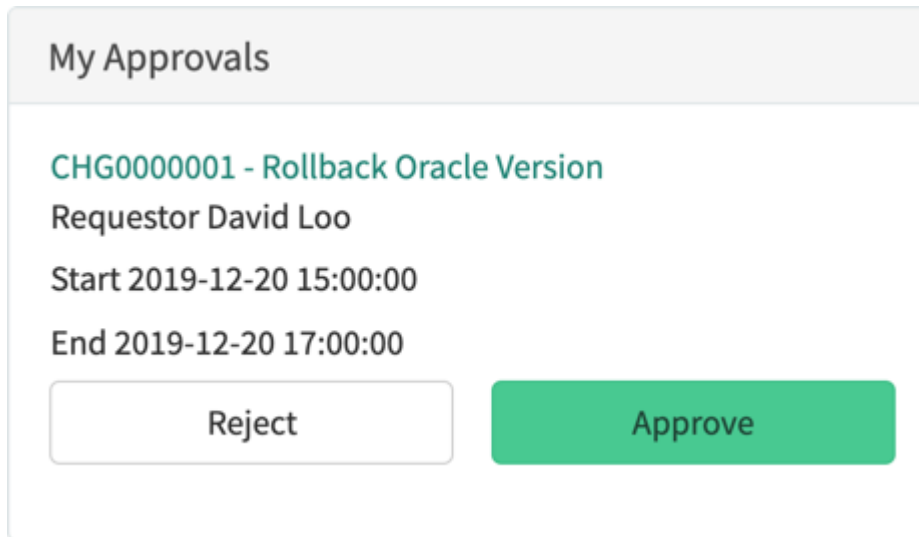 My Approvals
CHG0000001 - Rollback Oracle Version
Requestor David Loo
Start 2019-12-20 15:00:00
End 2019-12-20 17:00:00
Reject Approve